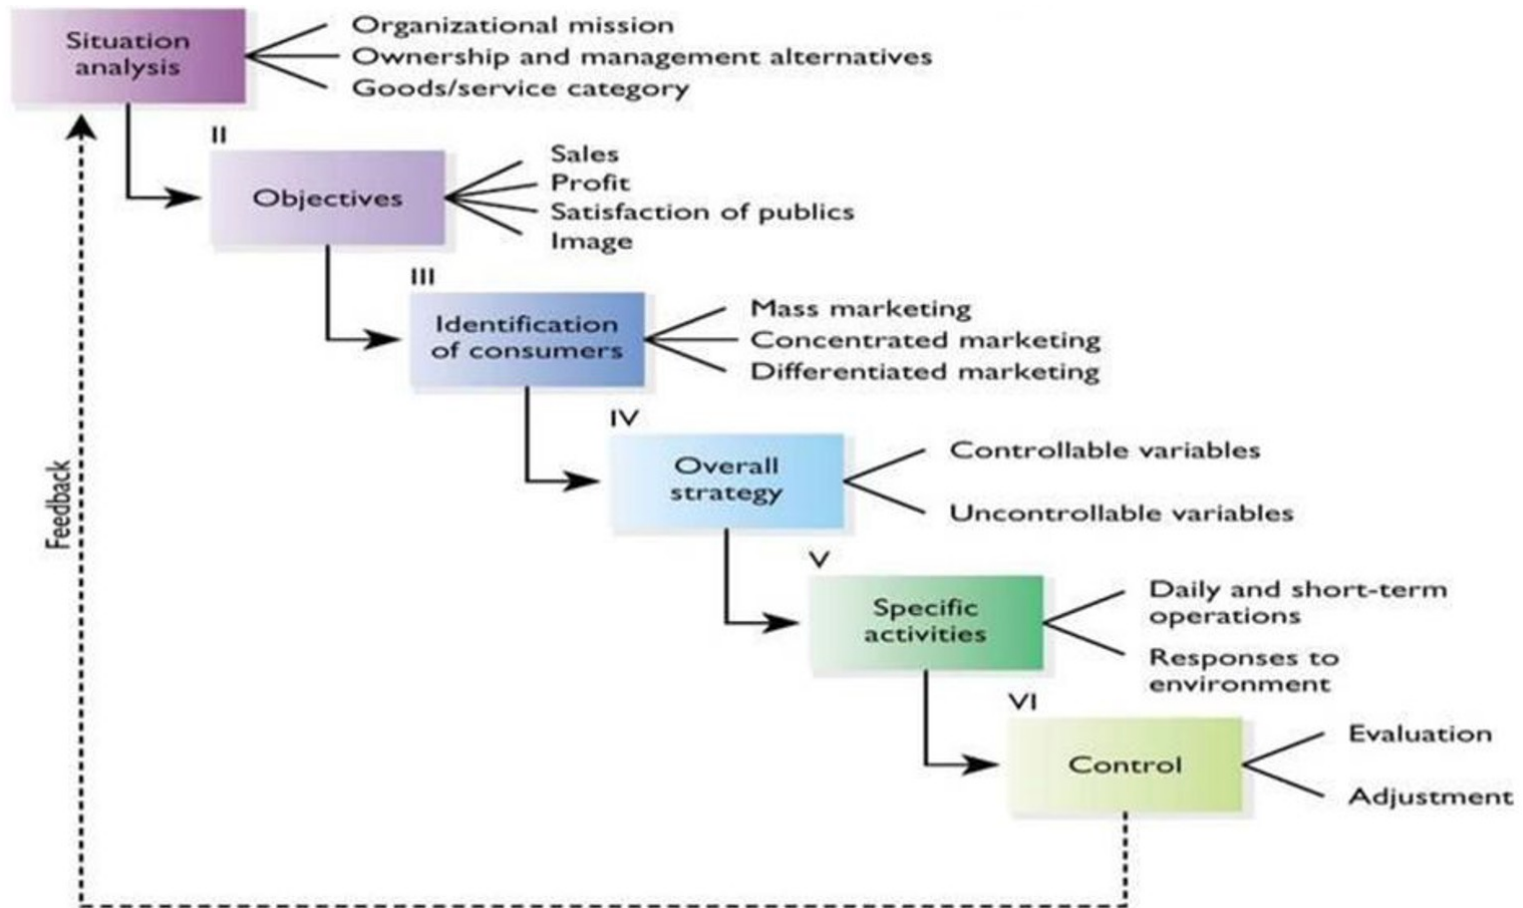 Situation
analysis
Organizational mission
Ownership and management alternatives
Goods/service category
II
Objectives
Sales
Profit
Satisfaction of publics
Image
III
Identification
of consumers
Mass marketing
Concentrated marketing
Differentiated marketing
IV
Overall
strategy
Controllable variables
Uncontrollable variables
V
Specific
activities
Daily and short-term
operations
Responses to
environment
VI
Control
Evaluation
Adjustment
Feedback